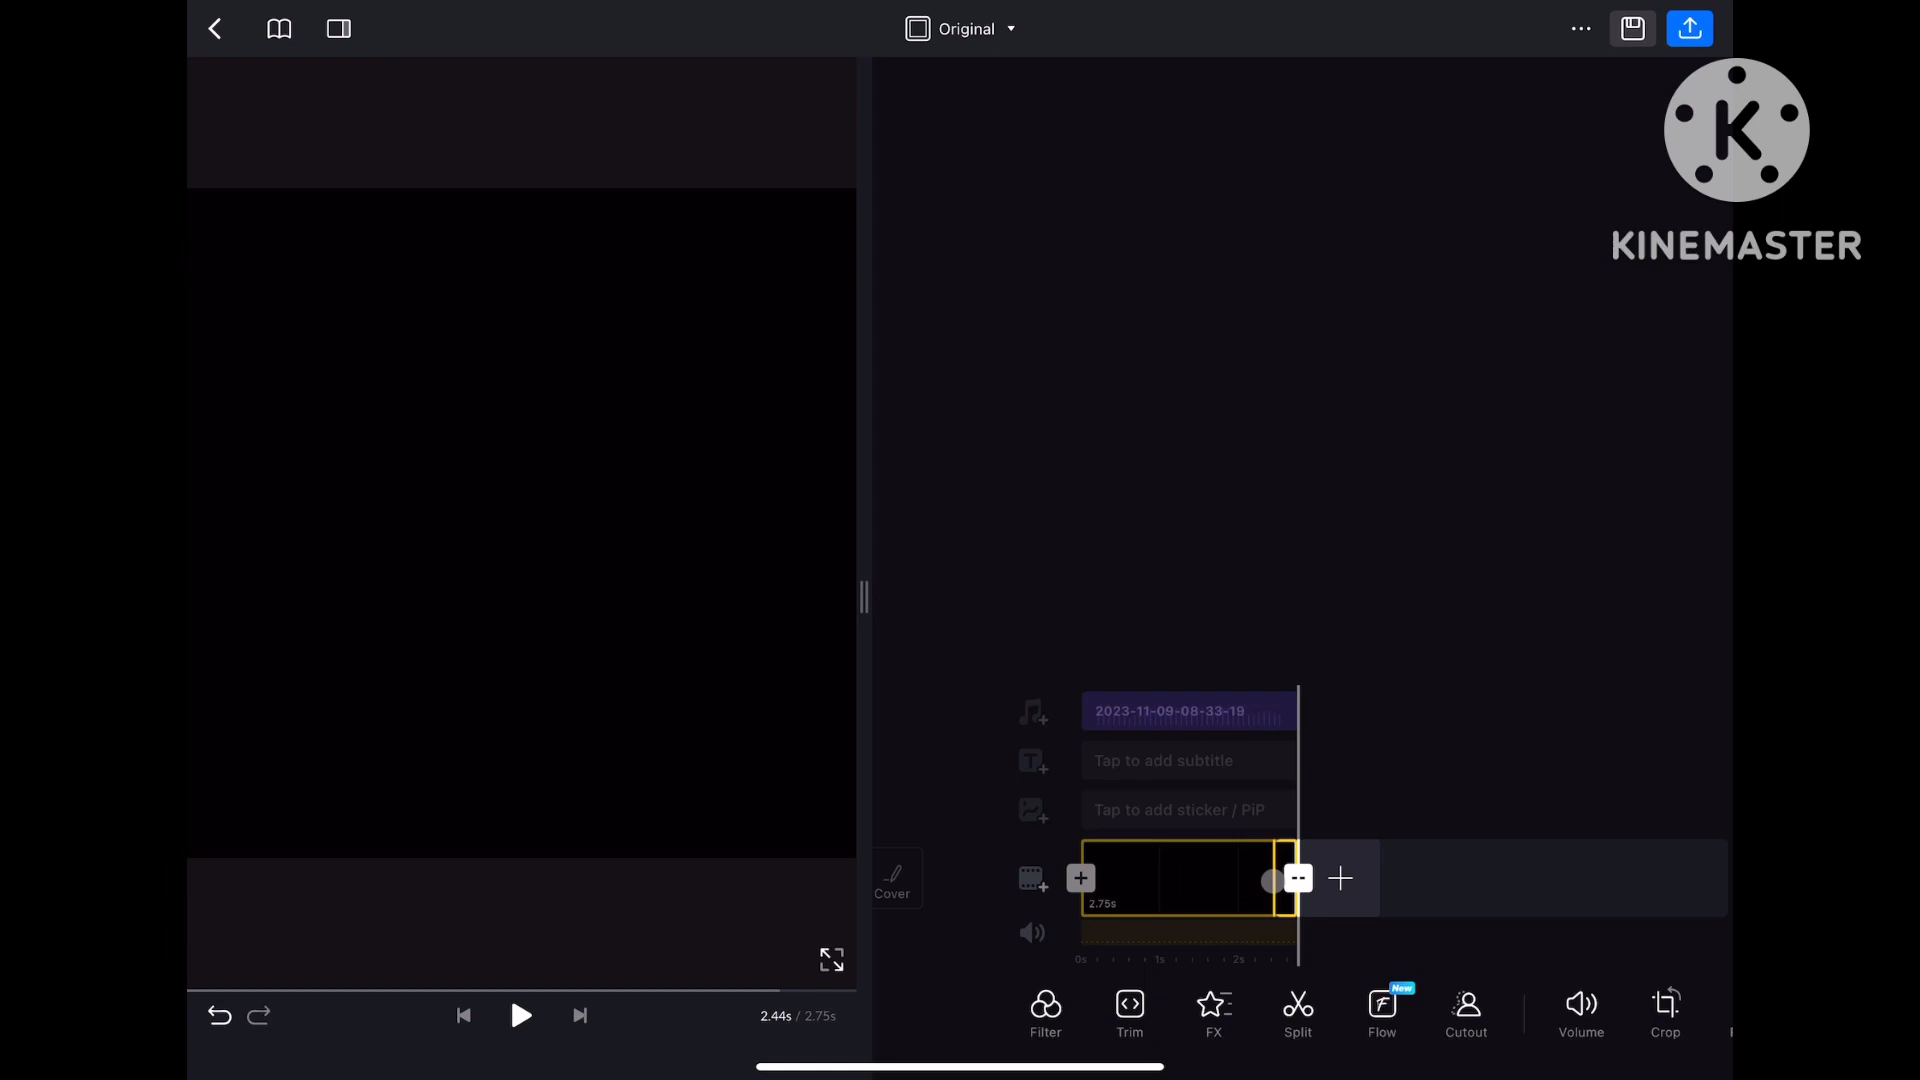 Original
KINEMASTER
2023-11-09-08-33-19
Tap to add subtitle
Tap to add sticker / PiP
Cover
2.75s
0s 1s 2s
2.44s / 2.75s
New
Filter Trim FX Split Flow Cutout Volume Crop